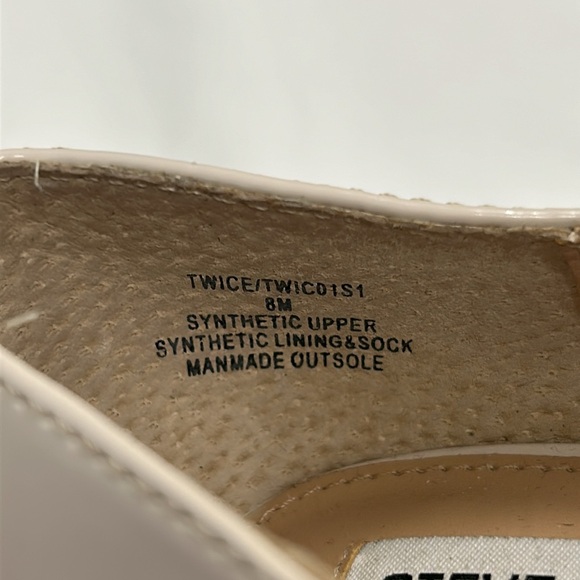 TWICE/TWIC01S1
8M
SYNTHETIC UPPER
SYNTHETIC LINING&SOCK
MANMADE OUTSOLE